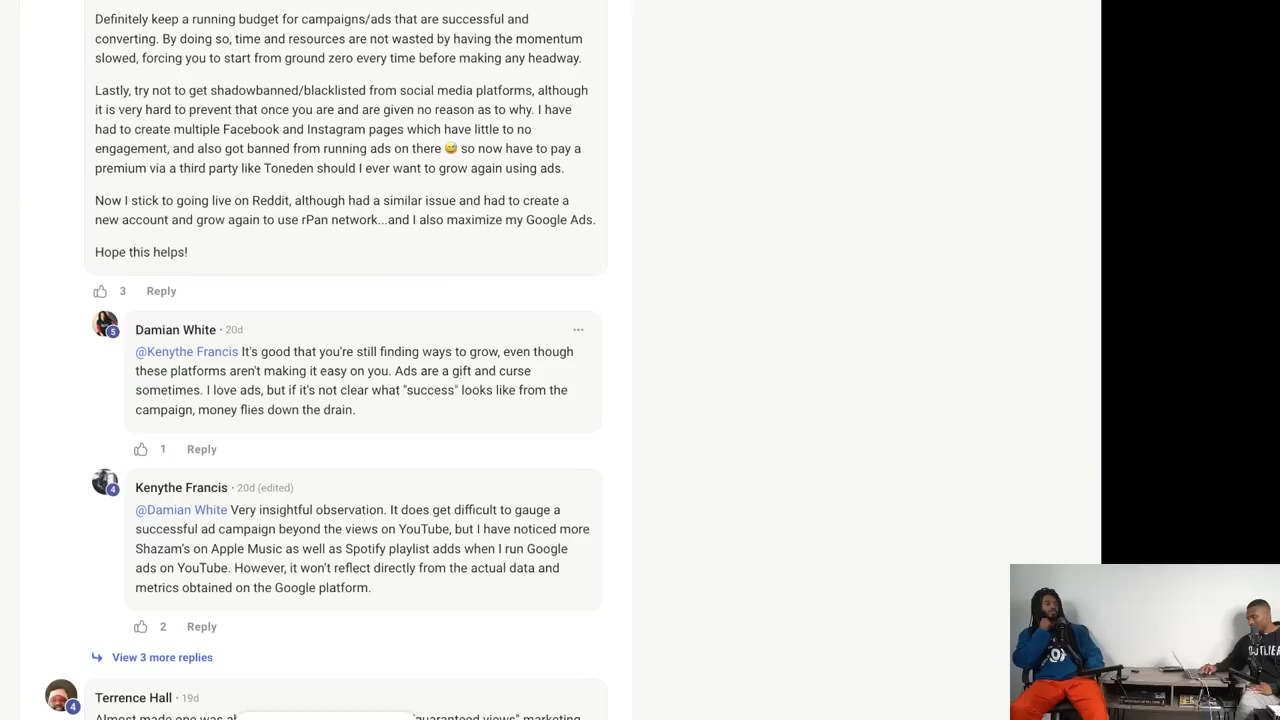 Definitely keep a running budget for campaigns/ads that are successful and
converting. By doing so, time and resources are not wasted by having the momentum
slowed, forcing you to start from ground zero every time before making any headway.
Lastly, try not to get shadowbanned/blacklisted from social media platforms, although
it is very hard to prevent that once you are and are given no reason as to why. I have
had to create multiple Facebook and Instagram pages which have little to no
engagement, and also got banned from running ads on there 😅 so now have to pay a
premium via a third party like Toneden should I ever want to grow again using ads.
Now I stick to going live on Reddit, although had a similar issue and had to create a
new account and grow again to use rPan network...and I also maximize my Google Ads.
Hope this helps!
3 Reply
5
Damian White · 20d
@Kenythe Francis It's good that you're still finding ways to grow, even though
these platforms aren't making it easy on you. Ads are a gift and curse
sometimes. I love ads, but if it's not clear what "success" looks like from the
campaign, money flies down the drain.
1 Reply
4
Kenythe Francis · 20d (edited)
@Damian White Very insightful observation. It does get difficult to gauge a
successful ad campaign beyond the views on YouTube, but I have noticed more
Shazam’s on Apple Music as well as Spotify playlist adds when I run Google
ads on YouTube. However, it won’t reflect directly from the actual data and
metrics obtained on the Google platform.
2 Reply
View 3 more replies
4
Terrence Hall · 19d
Almost made one was "guaranteed views" marketing